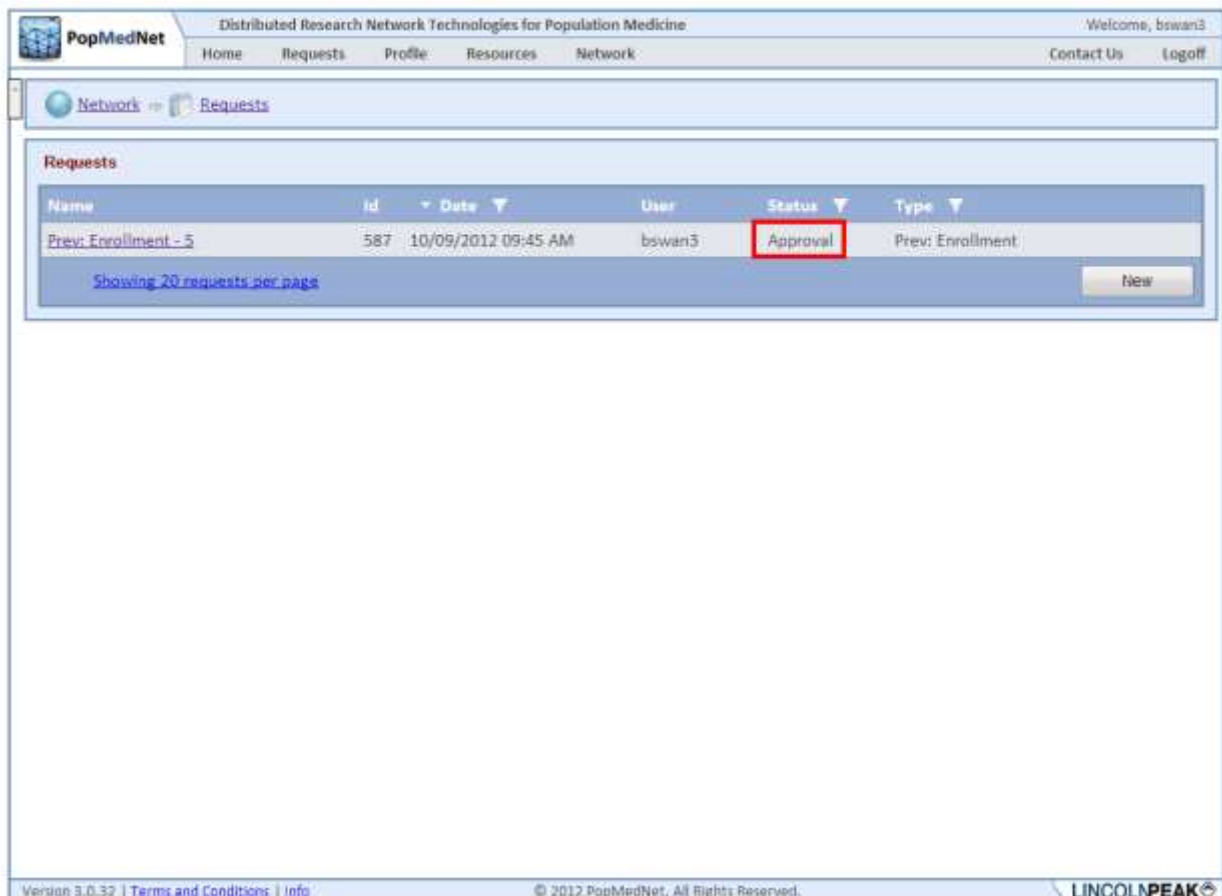 PopMedNet
Distributed Research Network Technologies for Population Medicine
Welcome, bswan3
Home Requests Profile Resources Network Contact Us Logoff
Network Requests
Requests
Name Id Date User Status Type
Prev: Enrollment - 5 587 10/09/2012 09:45 AM bswan3 Approval Prev: Enrollment
Showing 20 requests per page New
Version 3.0.32 | Terms and Conditions | Info © 2012 PopMedNet. All Rights Reserved. LINCOLNPEAK